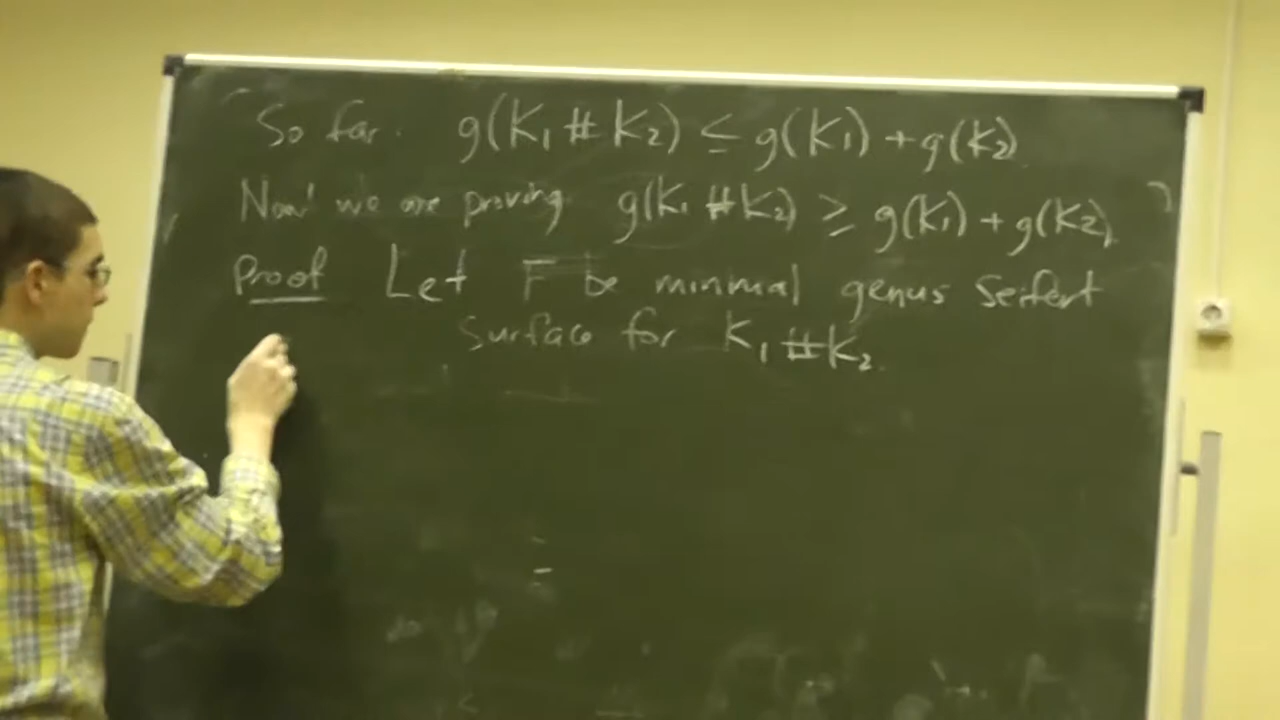 So far. g(K₁ # K₂) ≤ g(K₁) + g(K₂)
Now we are proving g(K₁ # K₂) ≥ g(K₁) + g(K₂).
Proof Let F be minimal genus Seifert
surface for K₁ # K₂.